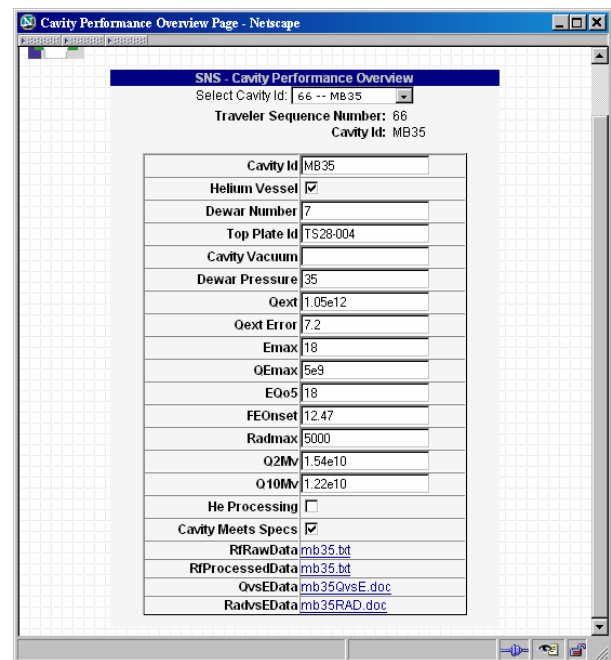 Cavity Performance Overview Page - Netscape
SNS - Cavity Performance Overview
Select Cavity Id: 66 -- MB35
Traveler Sequence Number: 66
Cavity Id: MB35
Cavity Id MB35
Helium Vessel
Dewar Number 7
Top Plate Id TS28-004
Cavity Vacuum
Dewar Pressure 35
Qext 1.05e12
Qext Error 7.2
Emax 18
QEmax 5e9
EQo5 18
FEOnset 12.47
Radmax 5000
Q2Mv 1.54e10
Q10Mv 1.22e10
He Processing
Cavity Meets Specs
RfRawData mb35.txt
RfProcessedData mb35.txt
QvsEData mb35QvsE.doc
RadvsEData mb35RAD.doc